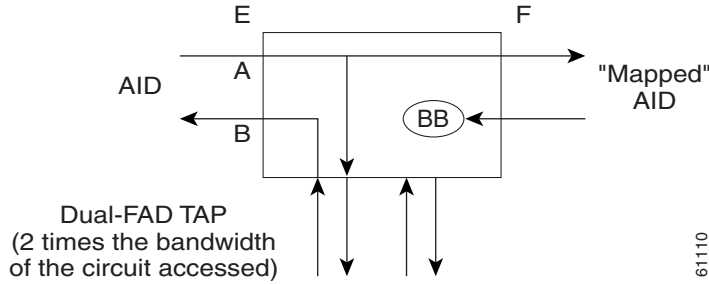 E
F
A
AID
"Mapped"
AID
BB
B
Dual-FAD TAP
(2 times the bandwidth
of the circuit accessed)
61110